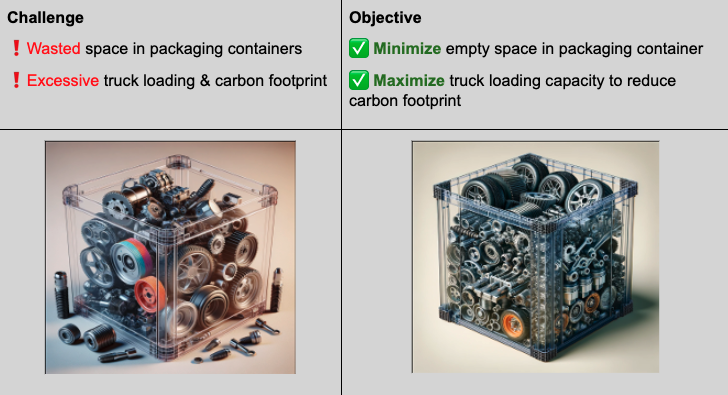 Challenge
❗ Wasted space in packaging containers
❗ Excessive truck loading & carbon footprint
Objective
✅ Minimize empty space in packaging container
✅ Maximize truck loading capacity to reduce
carbon footprint